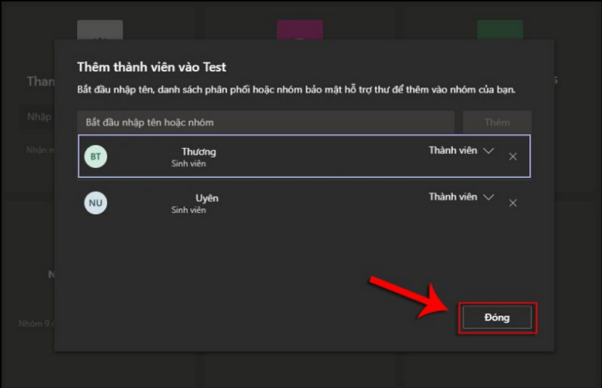 Thêm thành viên vào Test
Bắt đầu nhập tên, danh sách phân phối hoặc nhóm bảo mật hỗ trợ thư để thêm vào nhóm của bạn.
Than
Nhập
Bắt đầu nhập tên hoặc nhóm
Thêm
Nhấn m
BT
Thương
Sinh viên
Thành viên
NU
Uyên
Sinh viên
Thành viên
N
Nhóm 9
Đóng